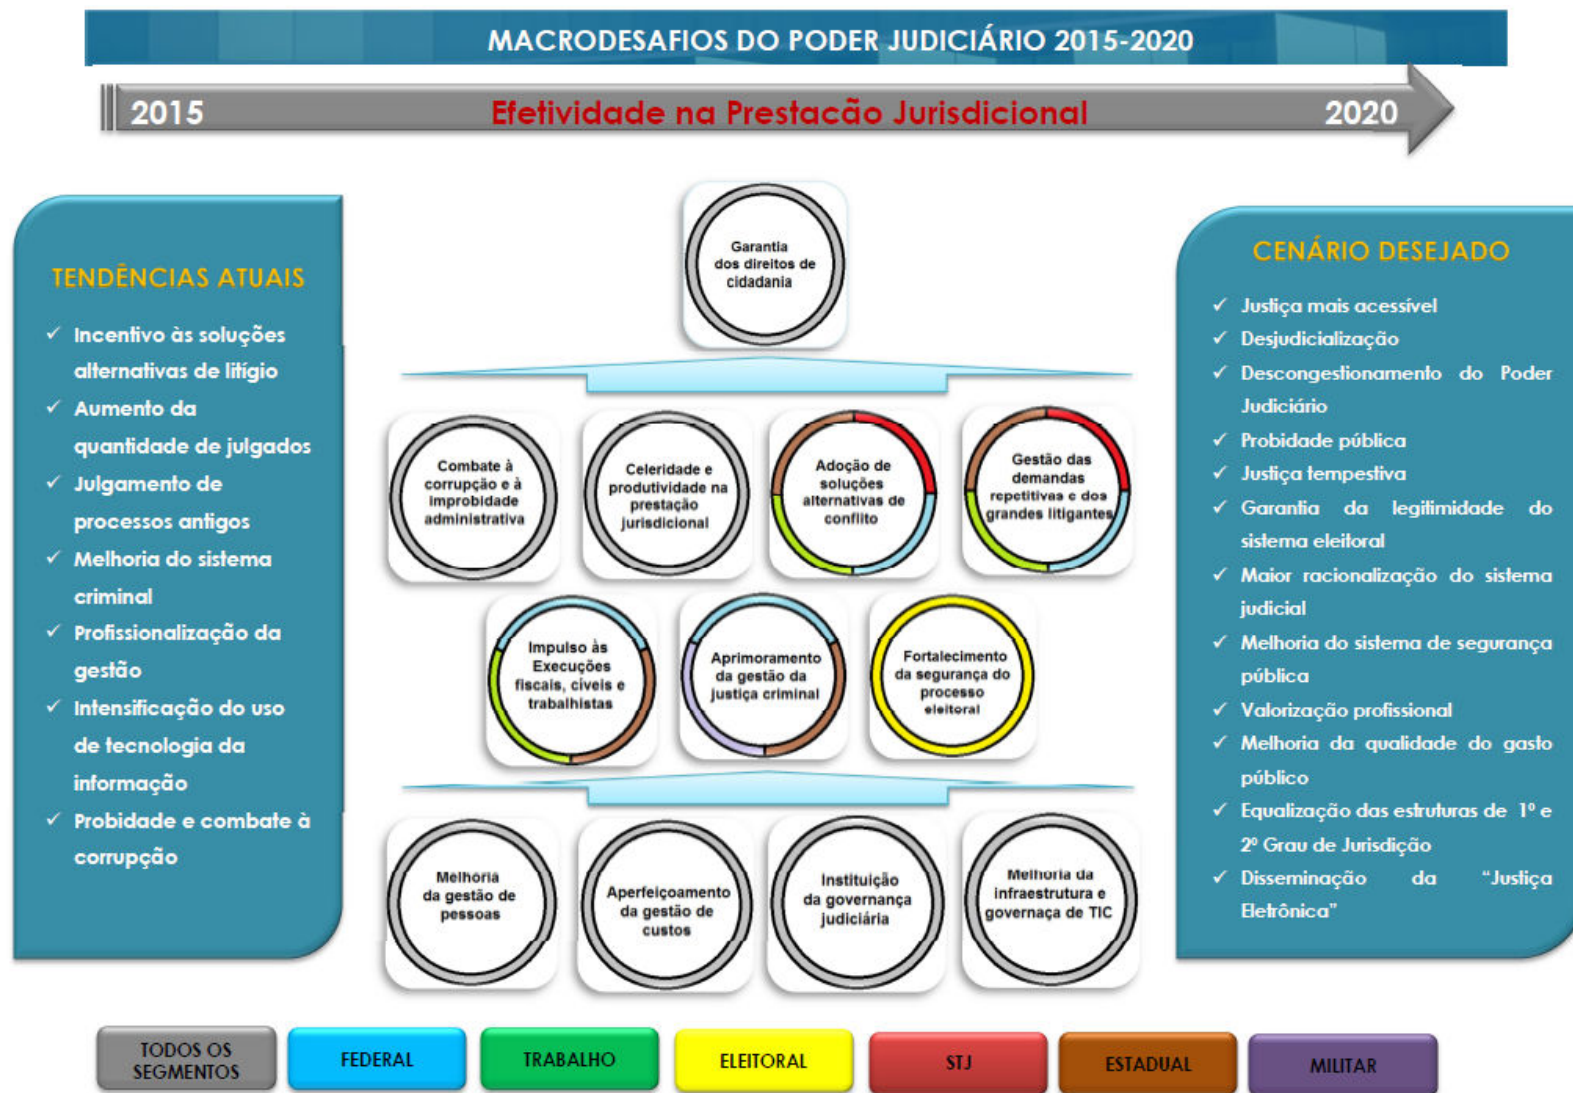 MACRODESAFIOS DO PODER JUDICIÁRIO 2015-2020
2015
Efetividade na Prestacão Jurisdicional
2020
TENDÊNCIAS ATUAIS
✓ Incentivo às soluções
alternativas de litígio
✓ Aumento da
quantidade de julgados
✓ Julgamento de
processos antigos
✓ Melhoria do sistema
criminal
✓ Profissionalização da
gestão
✓ Intensificação do uso
de tecnologia da
informação
✓ Probidade e combate à
corrupção
Garantia
dos direitos de
cidadania
Combate à
corrupção e à
improbidade
administrativa
Celeridade e
produtividade na
prestação
jurisdicional
Adoção de
soluções
alternativas de
conflito
Gestão das
demandas
repetitivas e dos
grandes litigantes
Impulso às
Execuções
fiscais, cíveis e
trabalhistas
Aprimoramento
da gestão da
justiça criminal
Fortalecimento
da segurança do
processo
eleitoral
Melhoria
da gestão de
pessoas
Aperfeiçoamento
da gestão de
custos
Instituição
da governança
judiciária
Melhoria da
infraestrutura e
governaça de TIC
CENÁRIO DESEJADO
✓ Justiça mais acessível
✓ Desjudicialização
✓ Descongestionamento do Poder
Judiciário
✓ Probidade pública
✓ Justiça tempestiva
✓ Garantia da legitimidade do
sistema eleitoral
✓ Maior racionalização do sistema
judicial
✓ Melhoria do sistema de segurança
pública
✓ Valorização profissional
✓ Melhoria da qualidade do gasto
público
✓ Equalização das estruturas de 1º e
2º Grau de Jurisdição
✓ Disseminação da "Justiça
Eletrônica"
TODOS OS
SEGMENTOS
FEDERAL
TRABALHO
ELEITORAL
STJ
ESTADUAL
MILITAR